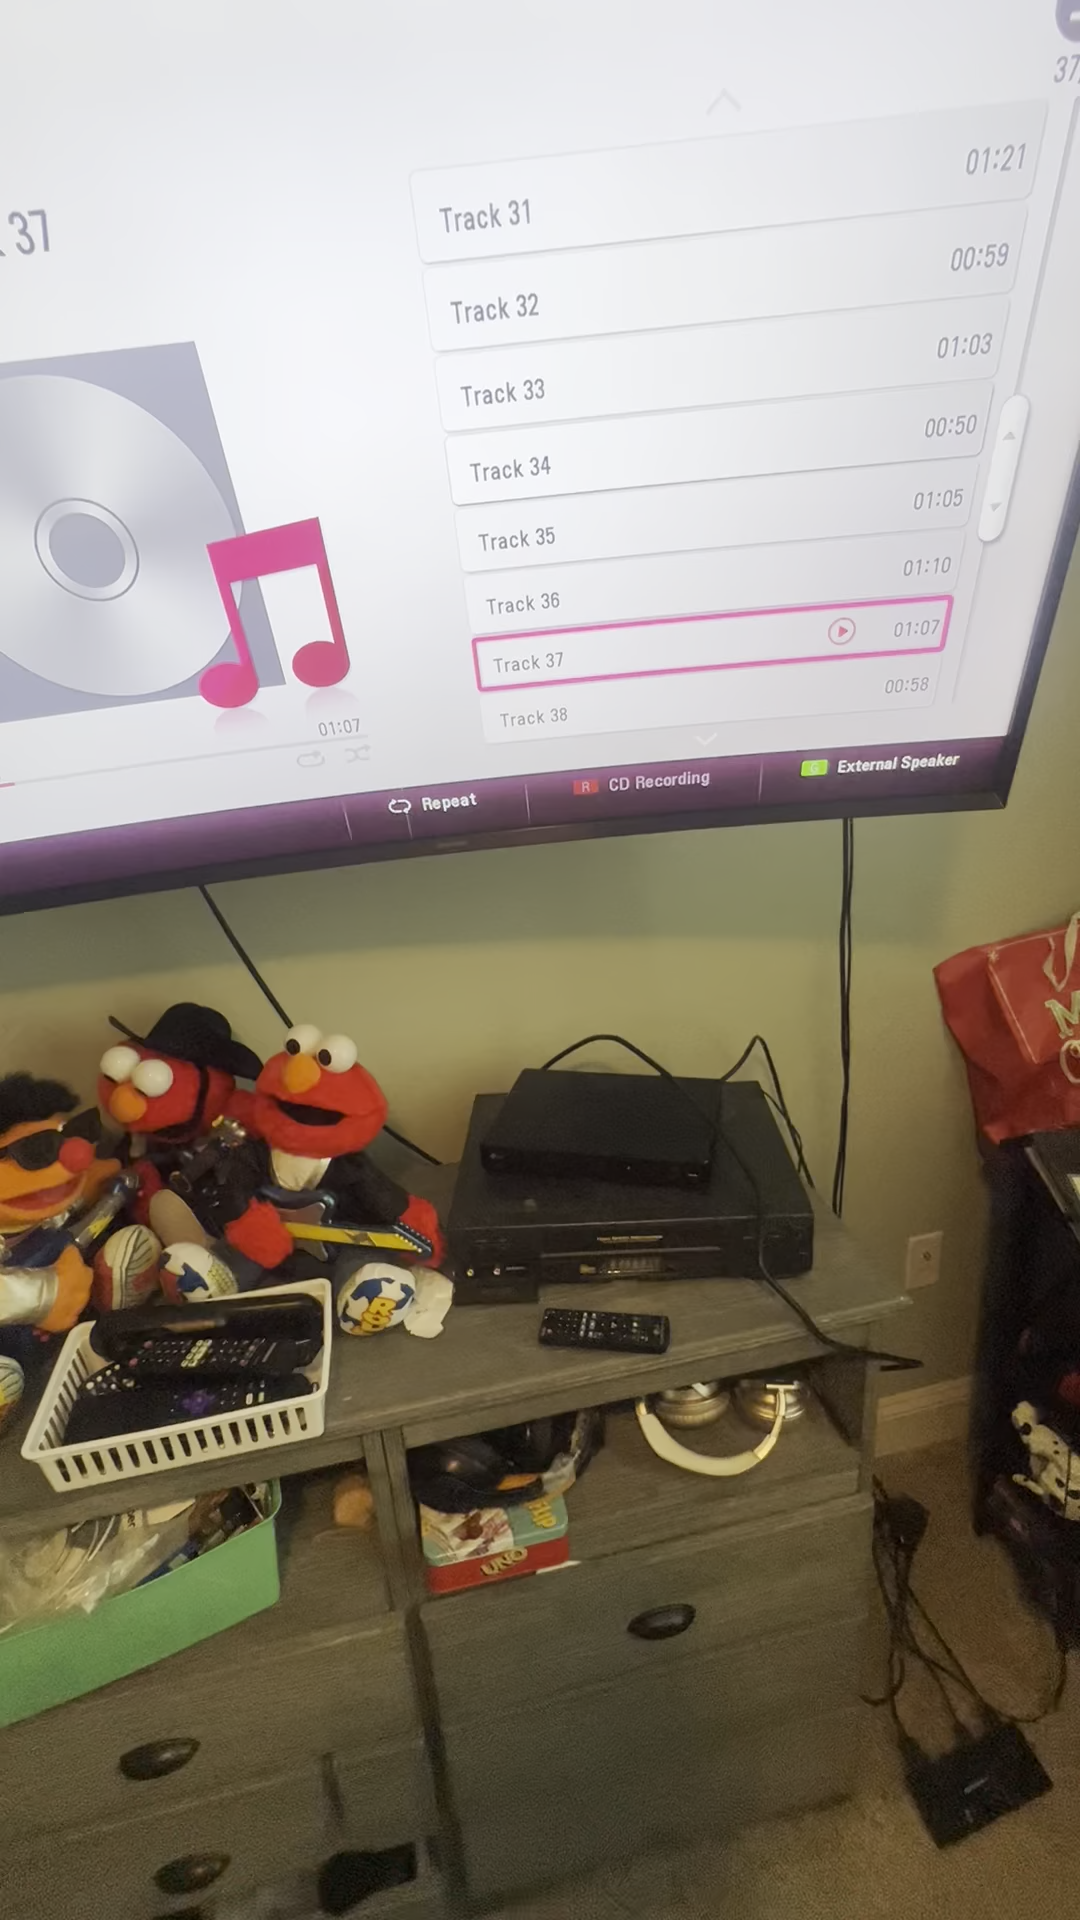 37
37
01:21
Track 31
00:59
Track 32
01:03
Track 33
00:50
Track 34
01:05
Track 35
01:10
Track 36
01:07
Track 37
00:58
Track 38
01:07
Repeat
R CD Recording
G External Speaker
M
UNO